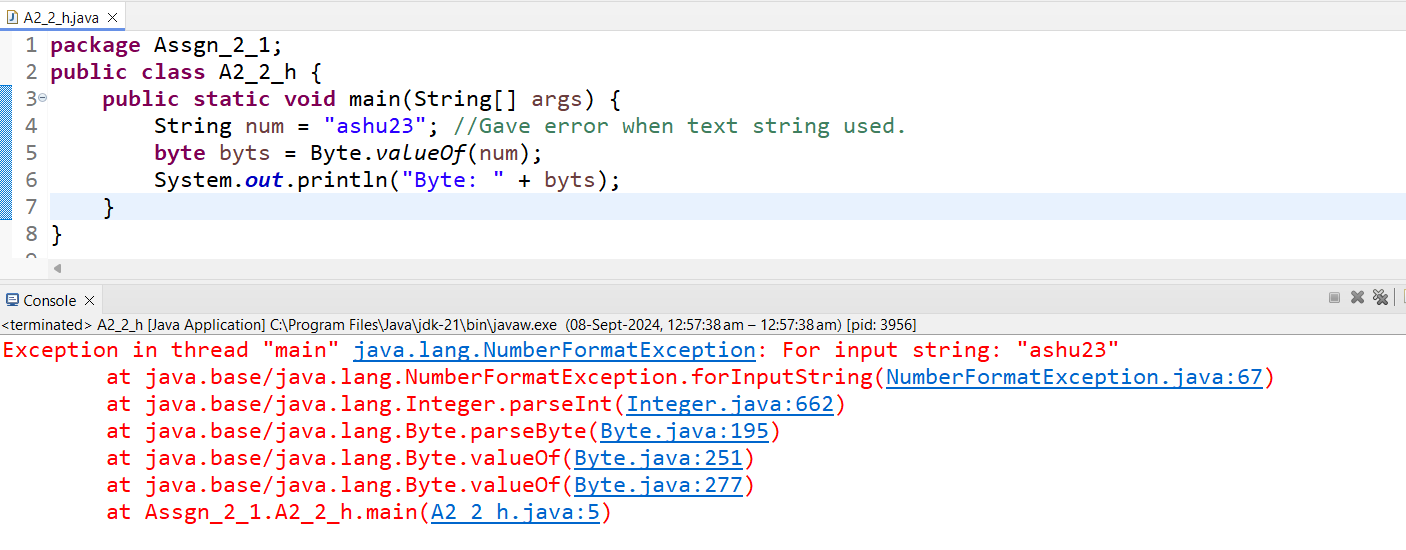 A2_2_h.java
1 package Assgn_2_1;
2 public class A2_2_h {
3     public static void main(String[] args) {
4         String num = "ashu23"; //Gave error when text string used.
5         byte byts = Byte.valueOf(num);
6         System.out.println("Byte: " + byts);
7     }
8 }
9
Console
<terminated> A2_2_h [Java Application] C:\Program Files\Java\jdk-21\bin\javaw.exe  (08-Sept-2024, 12:57:38 am – 12:57:38 am) [pid: 3956]
Exception in thread "main" java.lang.NumberFormatException: For input string: "ashu23"
        at java.base/java.lang.NumberFormatException.forInputString(NumberFormatException.java:67)
        at java.base/java.lang.Integer.parseInt(Integer.java:662)
        at java.base/java.lang.Byte.parseByte(Byte.java:195)
        at java.base/java.lang.Byte.valueOf(Byte.java:251)
        at java.base/java.lang.Byte.valueOf(Byte.java:277)
        at Assgn_2_1.A2_2_h.main(A2_2_h.java:5)